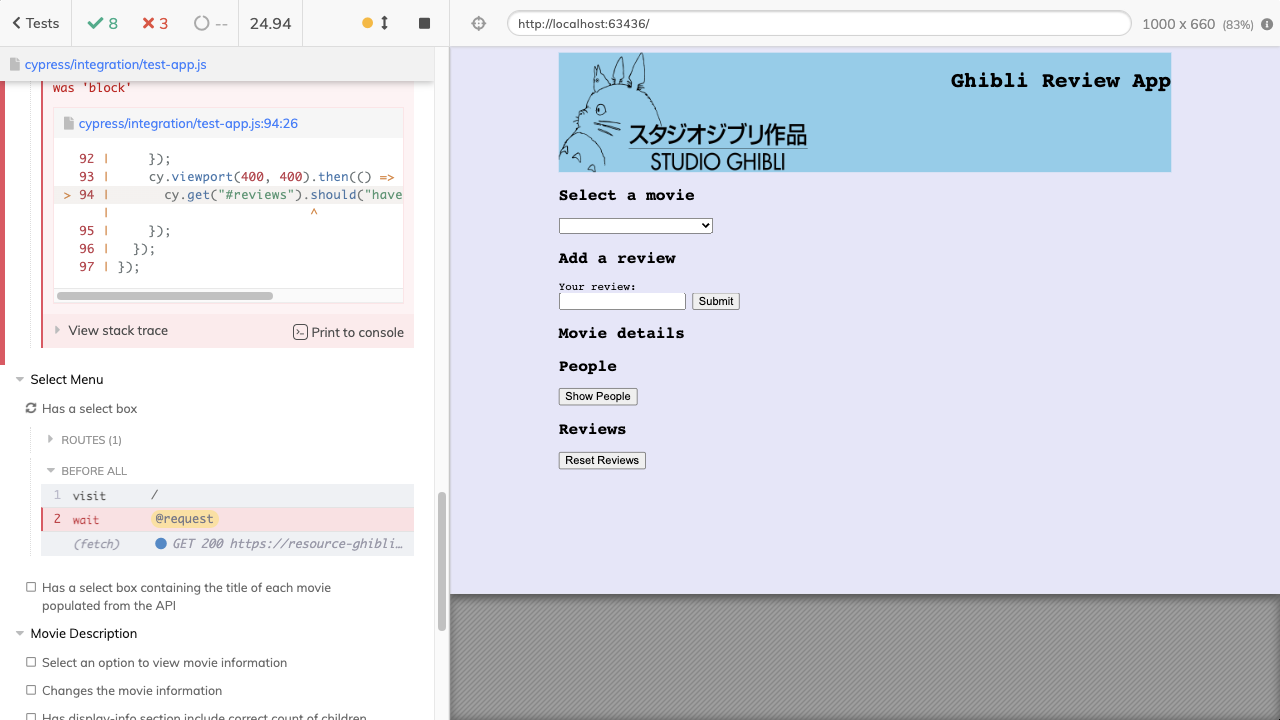 Tests
8
3
--
24.94
http://localhost:63436/
1000 x 660 (83%)
cypress/integration/test-app.js
was 'block'
cypress/integration/test-app.js:94:26
92 | });
93 | cy.viewport(400, 400).then(() =>
> 94 | cy.get("#reviews").should("have
| ^
95 | });
96 | });
97 | });
View stack trace
Print to console
Select Menu
Has a select box
ROUTES (1)
BEFORE ALL
1 visit /
2 wait @request
(fetch) GET 200 https://resource-ghibli…
Has a select box containing the title of each movie
populated from the API
Movie Description
Select an option to view movie information
Changes the movie information
Has display-info section include correct count of children
スタジオジブリ作品
STUDIO GHIBLI
Ghibli Review App
Select a movie
Add a review
Your review:
Submit
Movie details
People
Show People
Reviews
Reset Reviews